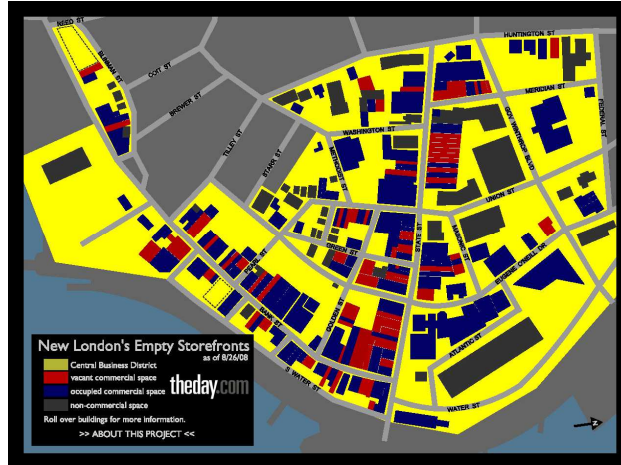 REED ST
BLINMAN ST
COIT ST
BREWER ST
TILLEY ST
STARR ST
HUNTINGTON ST
MERIDIAN ST
FEDERAL ST
GOV. WINTHROP BLVD
WASHINGTON ST
METHODIST ST
UNION ST
STATE ST
MASONIC ST
GREEN ST
EUGENE O'NEILL DR
PEARL ST
BANK ST
GOLDEN ST
ATLANTIC ST
S WATER ST
WATER ST
N
New London's Empty Storefronts
as of 8/26/08
Central Business District
vacant commercial space
occupied commercial space
non-commercial space
theday.com
Roll over buildings for more information.
>> ABOUT THIS PROJECT <<